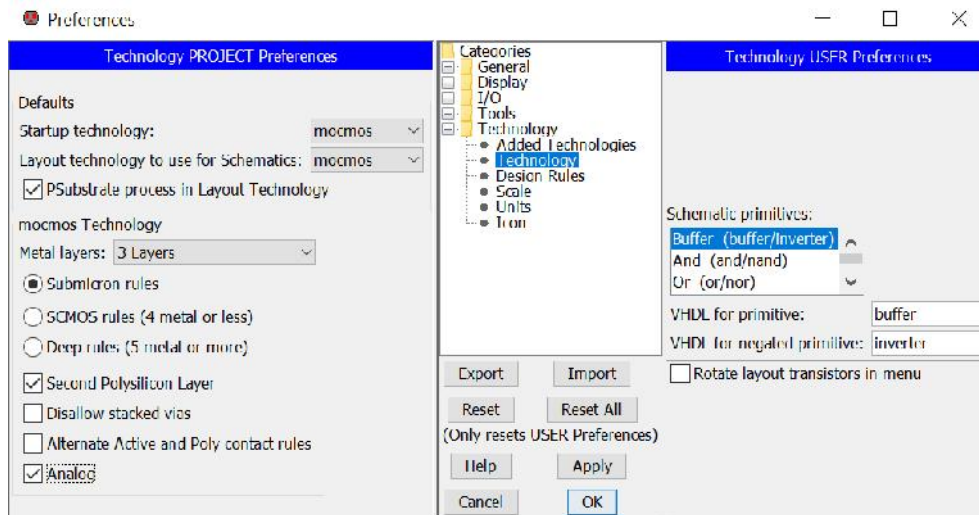 Preferences
Technology PROJECT Preferences
Defaults
Startup technology: mocmos
Layout technology to use for Schematics: mocmos
PSubstrate process in Layout Technology
mocmos Technology
Metal layers: 3 Layers
Submicron rules
SCMOS rules (4 metal or less)
Deep rules (5 metal or more)
Second Polysilicon Layer
Disallow stacked vias
Alternate Active and Poly contact rules
Analog
Categories
General
Display
I/O
Tools
Technology
Added Technologies
Technology
Design Rules
Scale
Units
Icon
Export Import
Reset Reset All
(Only resets USER Preferences)
Help Apply
Cancel OK
Technology USER Preferences
Schematic primitives:
Buffer (buffer/inverter)
And (and/nand)
Or (or/nor)
VHDL for primitive: buffer
VHDL for negated primitive: inverter
Rotate layout transistors in menu